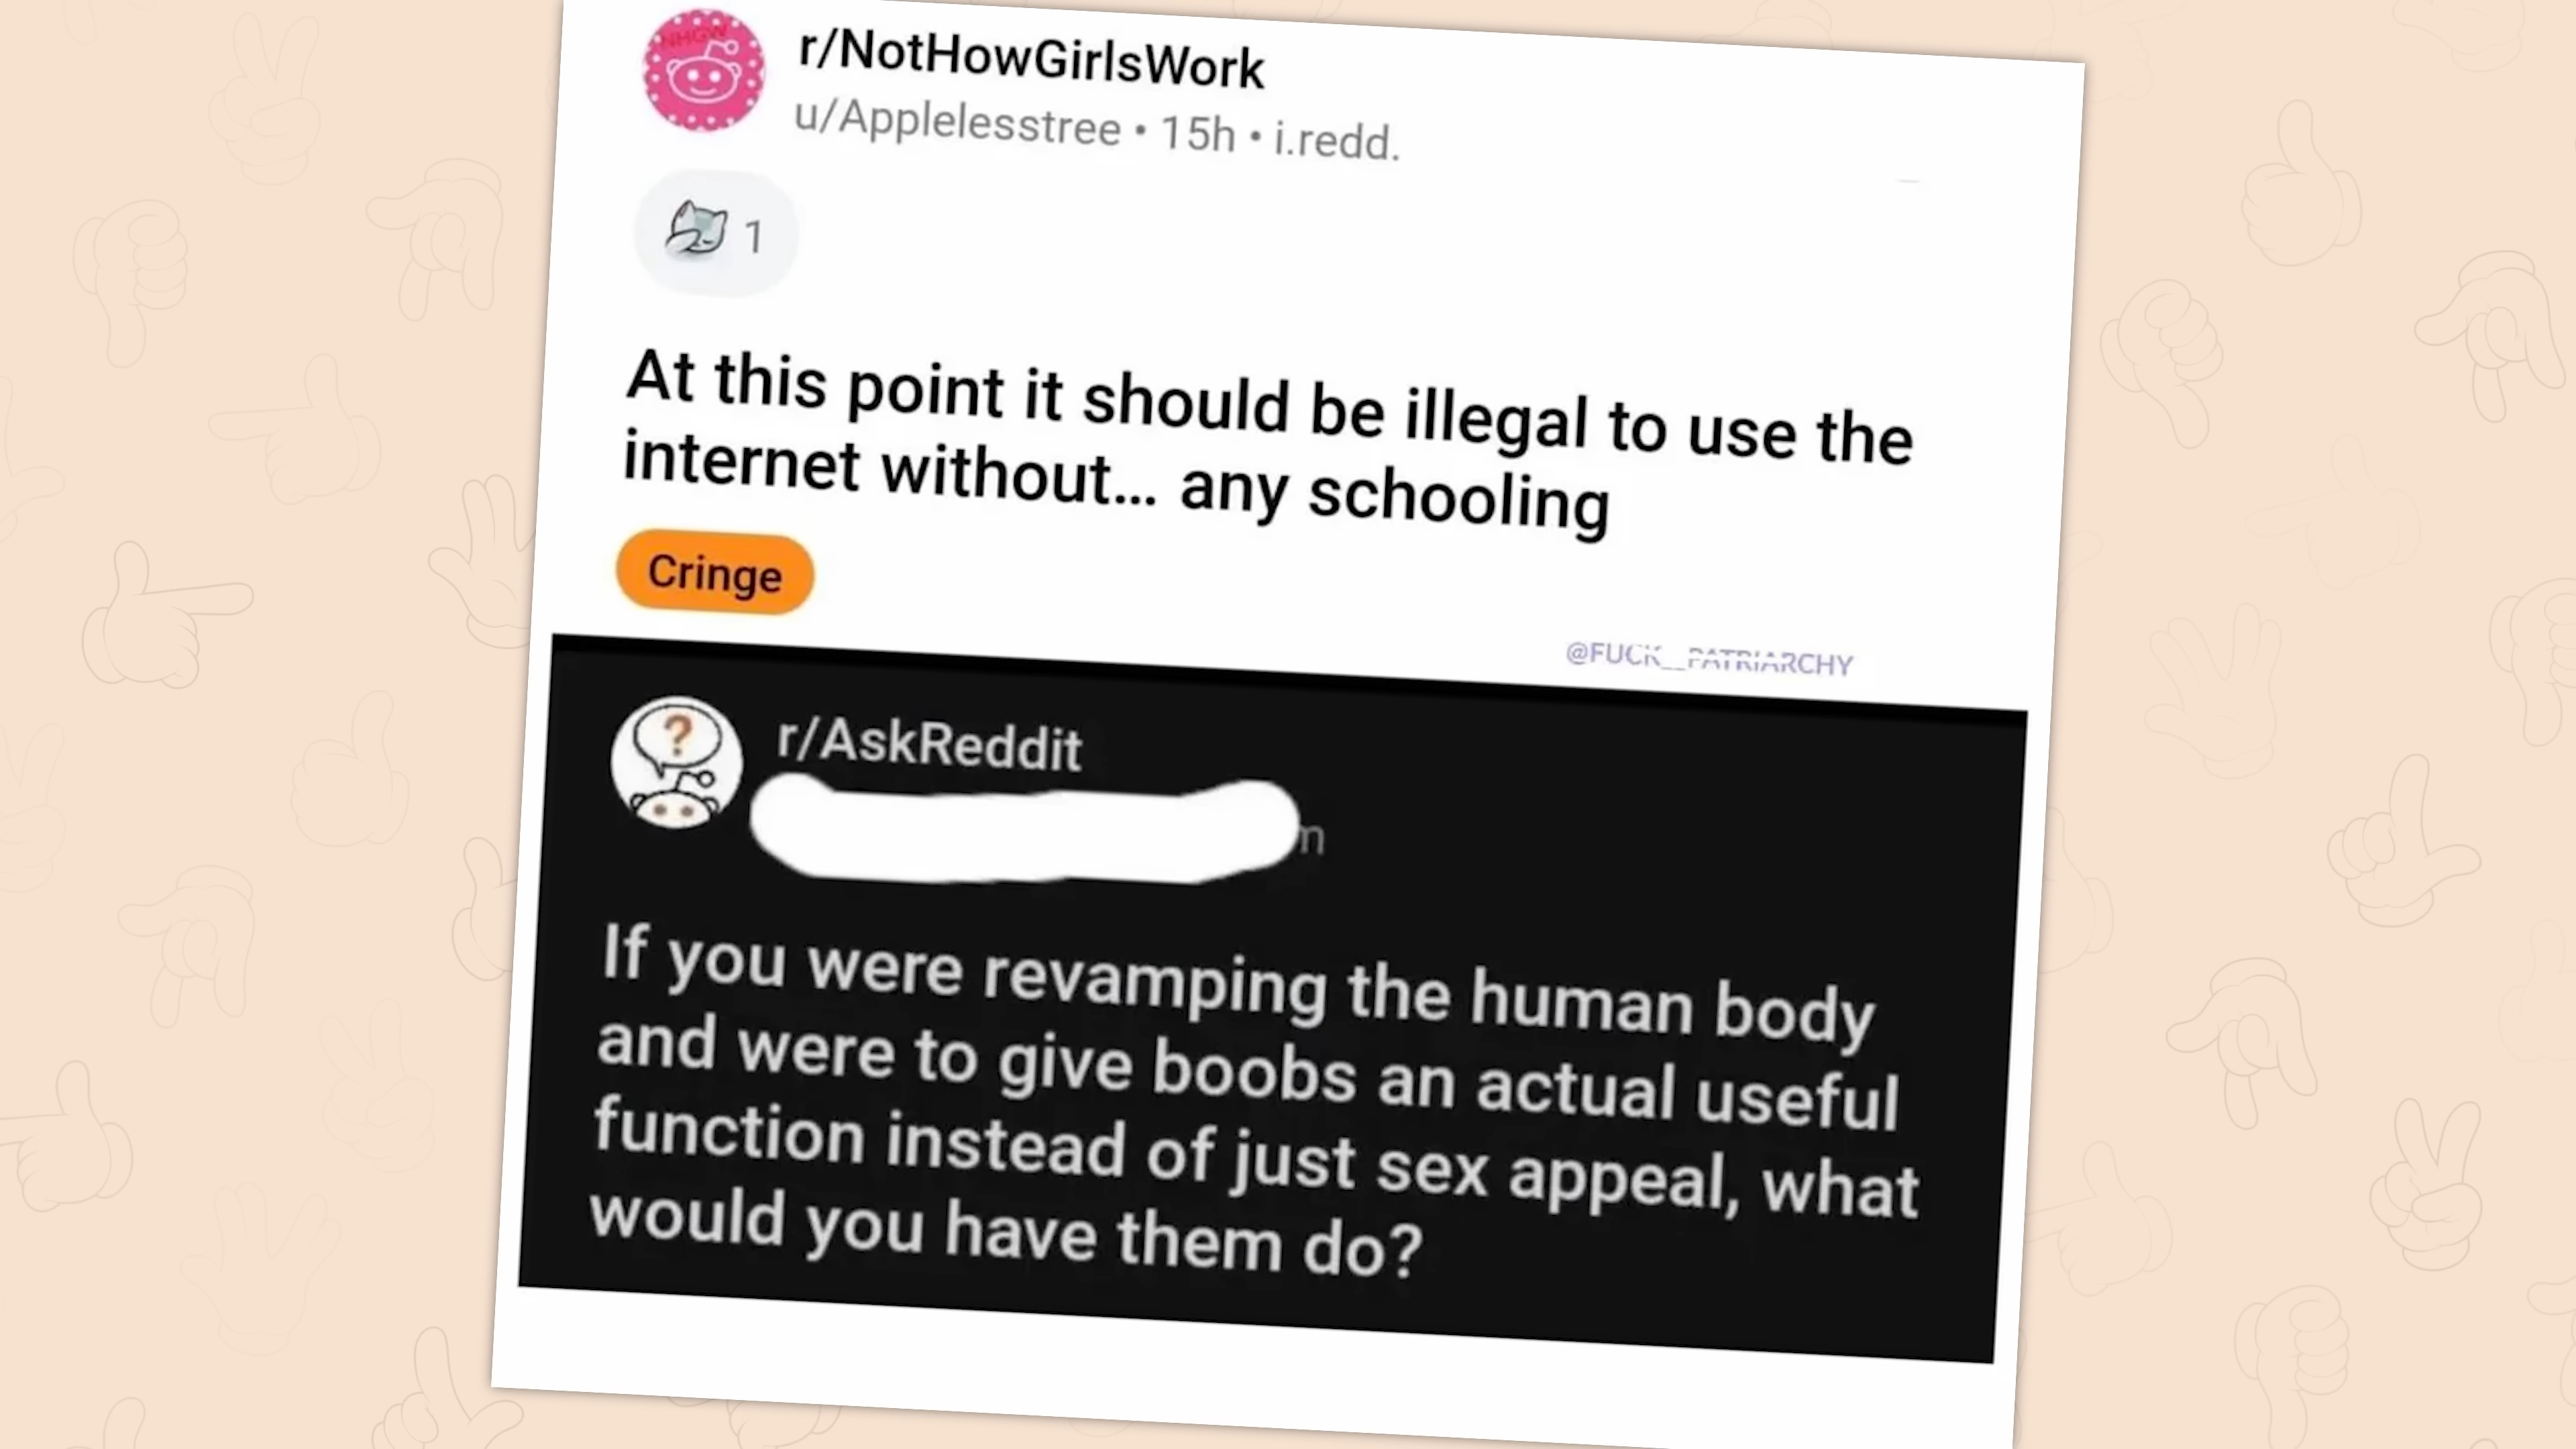 NHGW
r/NotHowGirlsWork
u/Applelesstree • 15h • i.redd.
1
At this point it should be illegal to use the
internet without... any schooling
Cringe
@FUCK__PATRIARCHY
?
r/AskReddit
m
If you were revamping the human body
and were to give boobs an actual useful
function instead of just sex appeal, what
would you have them do?